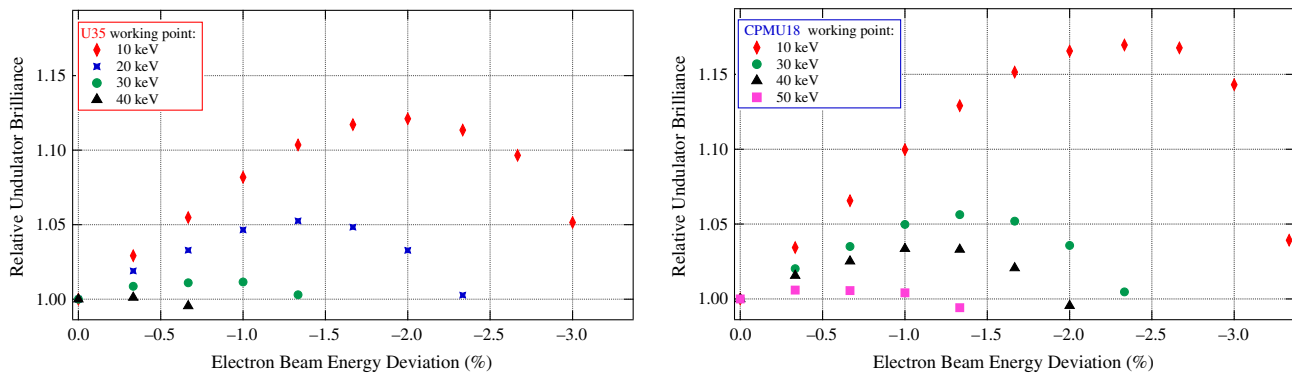 Relative Undulator Brilliance
1.15
1.10
1.05
1.00
U35 working point:
10 keV
20 keV
30 keV
40 keV
0.0 −0.5 −1.0 −1.5 −2.0 −2.5 −3.0
Electron Beam Energy Deviation (%)
Relative Undulator Brilliance
1.15
1.10
1.05
1.00
CPMU18 working point:
10 keV
30 keV
40 keV
50 keV
0.0 −0.5 −1.0 −1.5 −2.0 −2.5 −3.0
Electron Beam Energy Deviation (%)